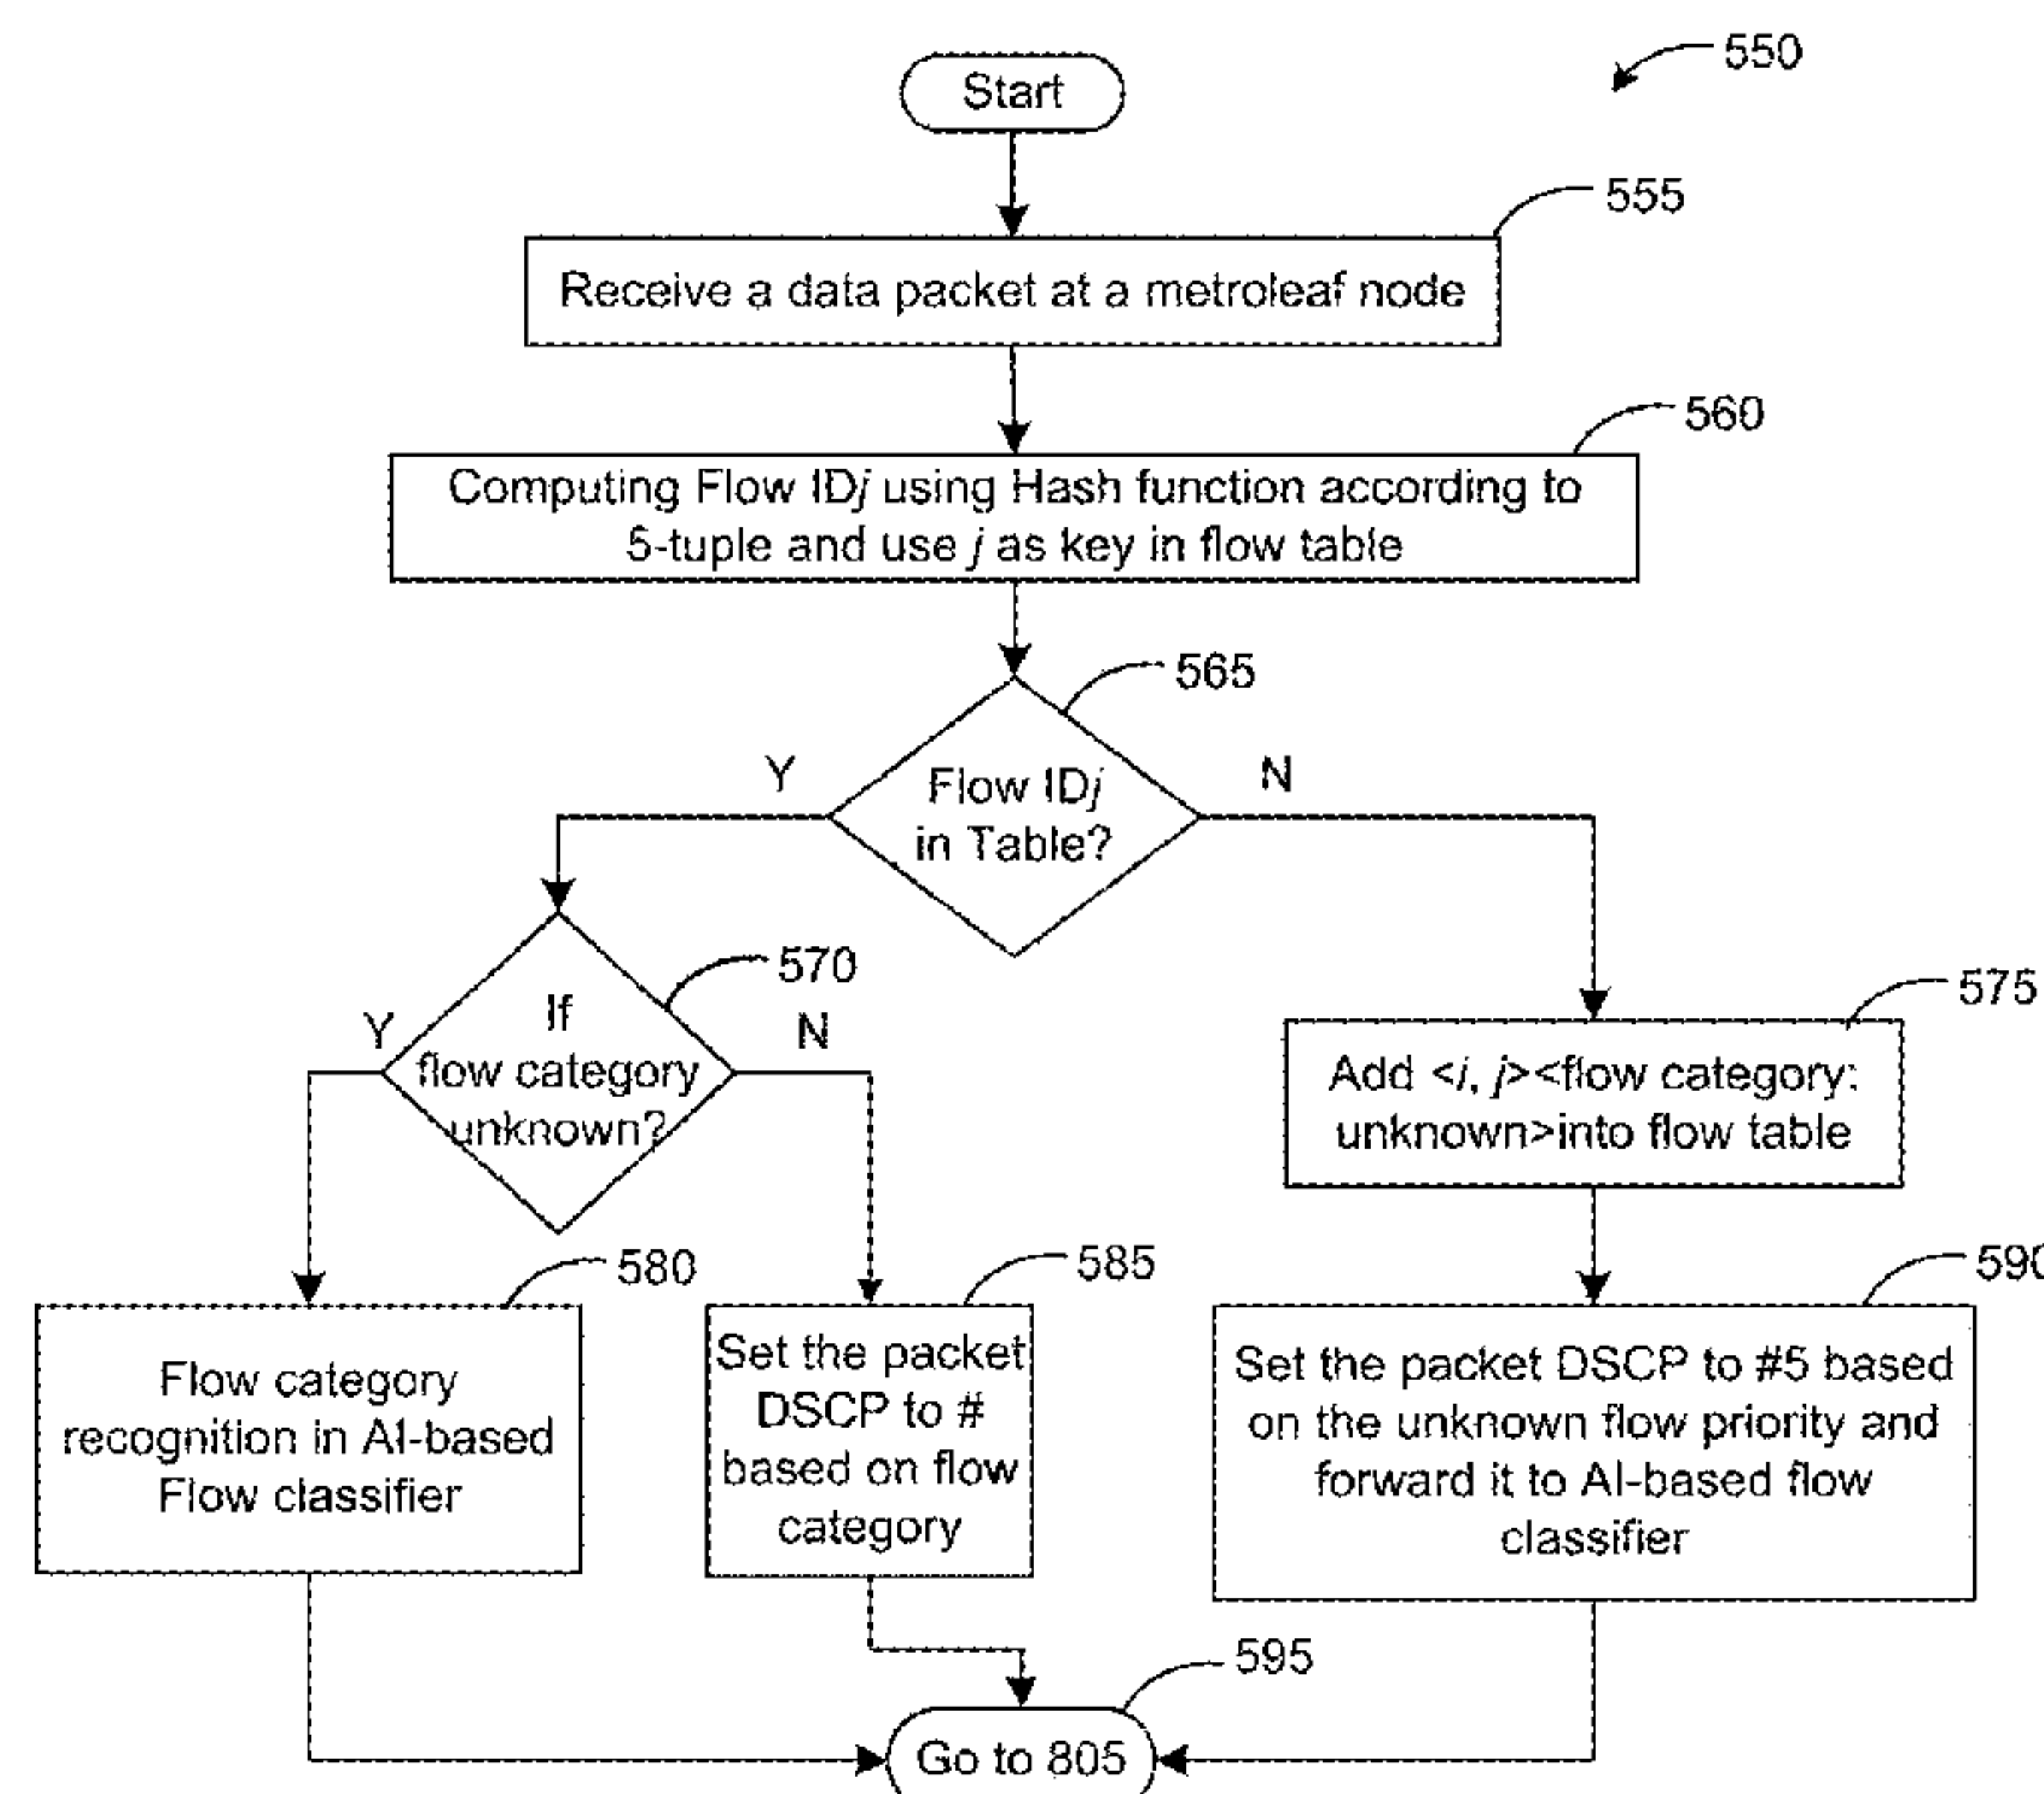 550
Start
555
Receive a data packet at a metroleaf node
560
Computing Flow IDj using Hash function according to
5-tuple and use j as key in flow table
565
Y
N
Flow IDj
in Table?
570
Y
N
If
flow category
unknown?
575
Add <i, j><flow category:
unknown>into flow table
580
Flow category
recognition in AI-based
Flow classifier
585
Set the packet
DSCP to #
based on flow
category
590
Set the packet DSCP to #5 based
on the unknown flow priority and
forward it to AI-based flow
classifier
595
Go to 805